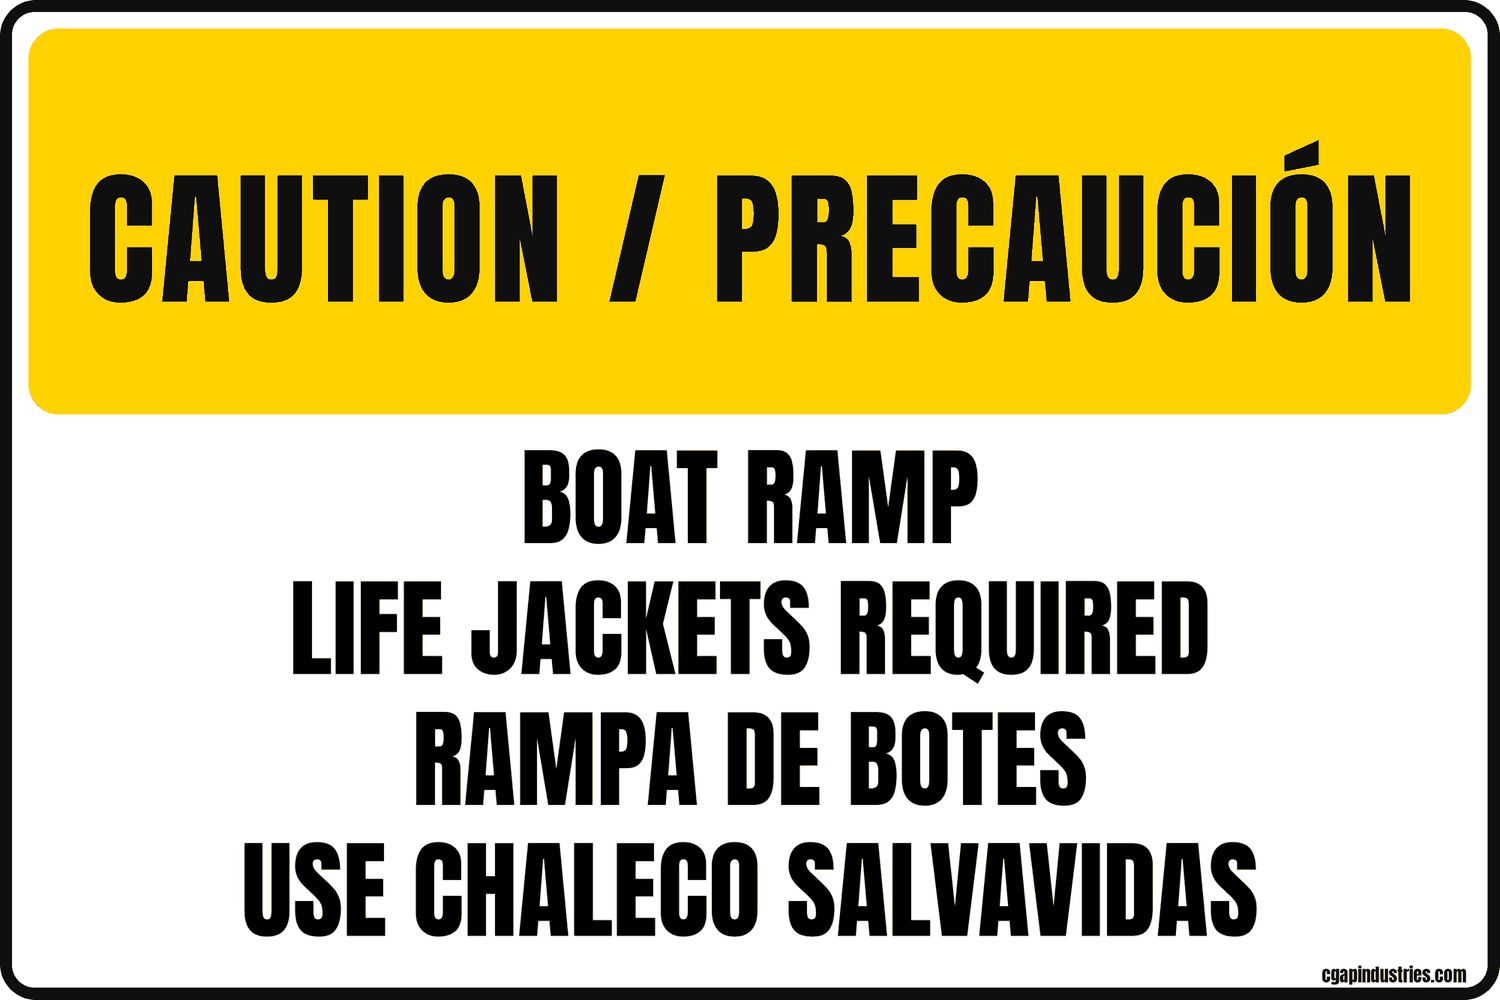 CAUTION / PRECAUCIÓN
BOAT RAMP
LIFE JACKETS REQUIRED
RAMPA DE BOTES
USE CHALECO SALVAVIDAS
cgapindustries.com